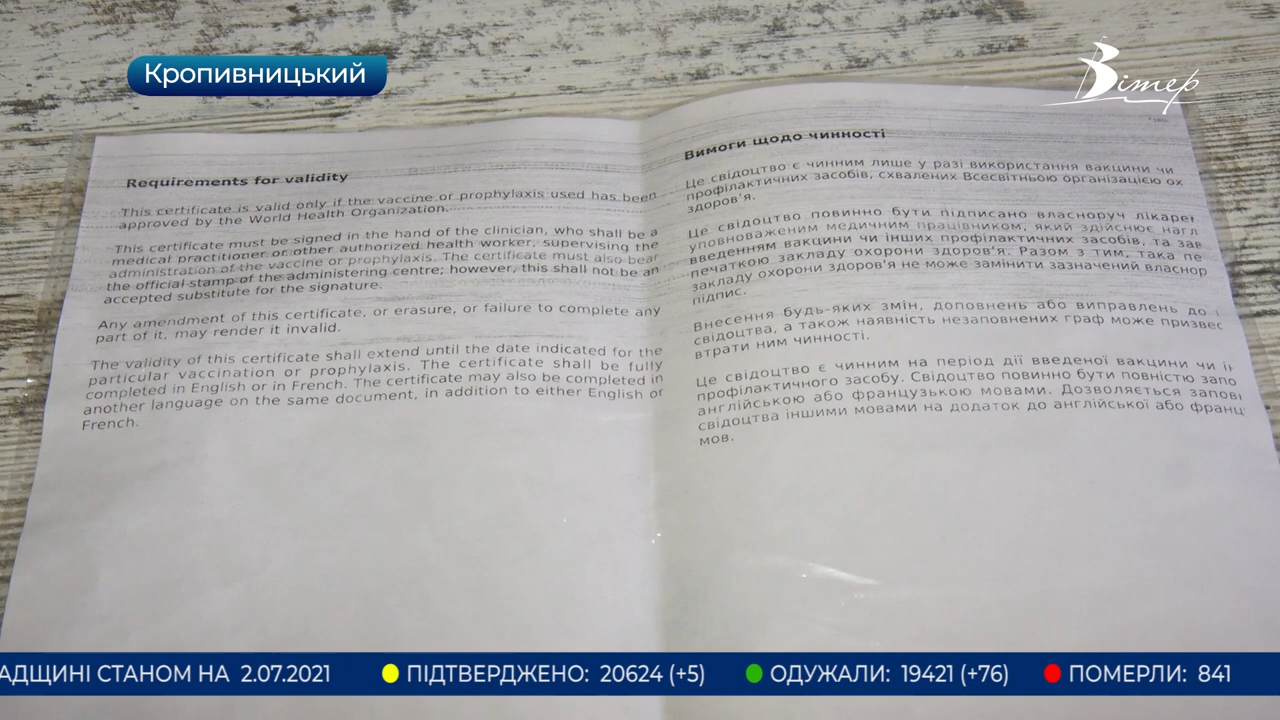 Кропивницький
Вітер
Requirements for validity
This certificate is valid only if the vaccine or prophylaxis used has been
approved by the World Health Organization.
This certificate must be signed in the hand of the clinician, who shall be a
medical practitioner or other authorized health worker, supervising the
administration of the vaccine or prophylaxis. The certificate must also bear
the official stamp of the administering centre; however, this shall not be an
accepted substitute for the signature.
Any amendment of this certificate, or erasure, or failure to complete any
part of it, may render it invalid.
The validity of this certificate shall extend until the date indicated for the
particular vaccination or prophylaxis. The certificate shall be fully
completed in English or in French. The certificate may also be completed in
another language on the same document, in addition to either English or
French.
Вимоги щодо чинності
Це свідоцтво є чинним лише у разі використання вакцини чи
профілактичних засобів, схвалених Всесвітньою організацією ох
здоров'я.
Це свідоцтво повинно бути підписано власноруч лікарем
уповноваженим медичним працівником, який здійснює нагл
введенням вакцини чи інших профілактичних засобів, та зав
печаткою закладу охорони здоров'я. Разом з тим, така пе
закладу охорони здоров'я не може замінити зазначений власнор
підпис.
Внесення будь-яких змін, доповнень або виправлень до
свідоцтва, а також наявність незаповнених граф може призвес
втрати ним чинності.
Це свідоцтво є чинним на період дії введеної вакцини чи ін
профілактичного засобу. Свідоцтво повинно бути повністю запо
англійською або французькою мовами. Дозволяється запов
свідоцтва іншими мовами на додаток до англійської або францу
мов.
АДЩИНІ СТАНОМ НА 2.07.2021 ПІДТВЕРДЖЕНО: 20624 (+5) ОДУЖАЛИ: 19421 (+76) ПОМЕРЛИ: 841